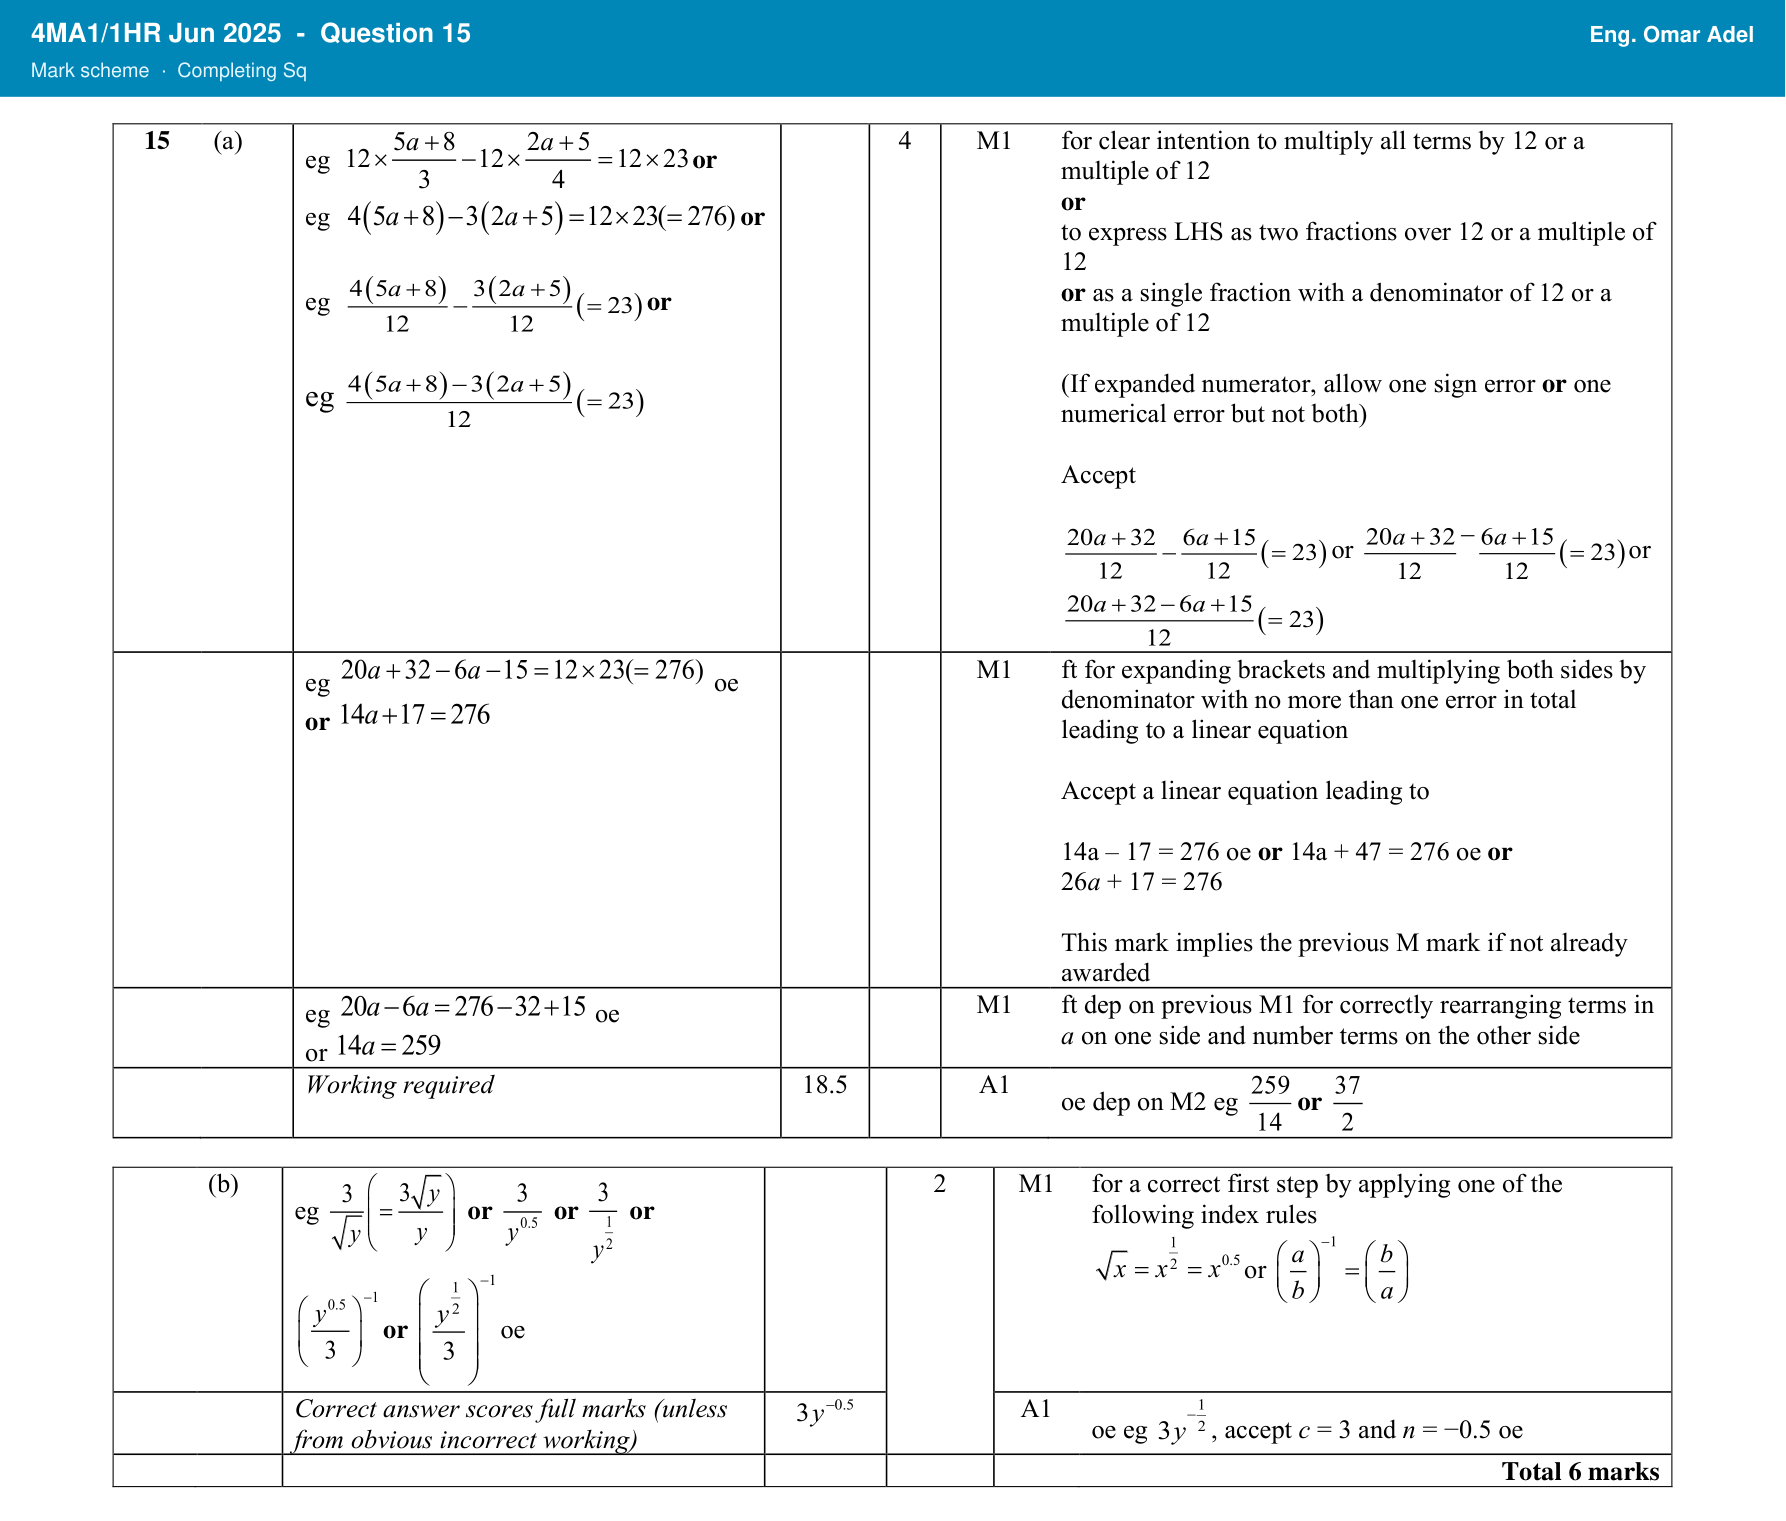 4MA1/1HR Jun 2025 - Question 15
Eng. Omar Adel
Mark scheme · Completing Sq
15 (a) eg 12×(5a+8)/3 −12×(2a+5)/4 =12×23 or
eg 4(5a+8)−3(2a+5)=12×23(=276) or
eg 4(5a+8)/12 − 3(2a+5)/12 (=23) or
eg (4(5a+8)−3(2a+5))/12 (=23)
4
M1 for clear intention to multiply all terms by 12 or a
multiple of 12
or
to express LHS as two fractions over 12 or a multiple of
12
or as a single fraction with a denominator of 12 or a
multiple of 12
(If expanded numerator, allow one sign error or one
numerical error but not both)
Accept
(20a+32)/12 − (6a+15)/12 (=23) or (20a+32)/12 − (6a+15)/12 (=23) or
(20a+32−6a+15)/12 (=23)
eg 20a+32−6a−15=12×23(=276) oe
or 14a+17=276
M1 ft for expanding brackets and multiplying both sides by
denominator with no more than one error in total
leading to a linear equation
Accept a linear equation leading to
14a – 17 = 276 oe or 14a + 47 = 276 oe or
26a + 17 = 276
This mark implies the previous M mark if not already
awarded
eg 20a−6a=276−32+15 oe
or 14a=259
M1 ft dep on previous M1 for correctly rearranging terms in
a on one side and number terms on the other side
Working required 18.5 A1 oe dep on M2 eg 259/14 or 37/2
(b) eg 3/√y (= 3√y/y) or 3/y^0.5 or 3/y^(1/2) or
(y^0.5/3)^−1 or (y^(1/2)/3)^−1 oe
2
M1 for a correct first step by applying one of the
following index rules
√x = x^(1/2) = x^0.5 or (a/b)^−1 = (b/a)
Correct answer scores full marks (unless
from obvious incorrect working)
3y^−0.5
A1 oe eg 3y^(−1/2), accept c = 3 and n = −0.5 oe
Total 6 marks